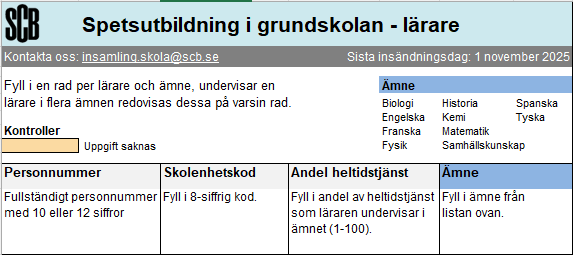 SCB
Spetsutbildning i grundskolan - lärare
Kontakta oss: insamling.skola@scb.se
Sista insändningsdag: 1 november 2025
Fyll i en rad per lärare och ämne, undervisar en
lärare i flera ämnen redovisas dessa på varsin rad.
Kontroller
Uppgift saknas
Ämne
Biologi Historia Spanska
Engelska Kemi Tyska
Franska Matematik
Fysik Samhällskunskap
Personnummer
Fullständigt personnummer
med 10 eller 12 siffror
Skolenhetskod
Fyll i 8-siffrig kod.
Andel heltidstjänst
Fyll i andel av heltidstjänst
som läraren undervisar i
ämnet (1-100).
Ämne
Fyll i ämne från
listan ovan.